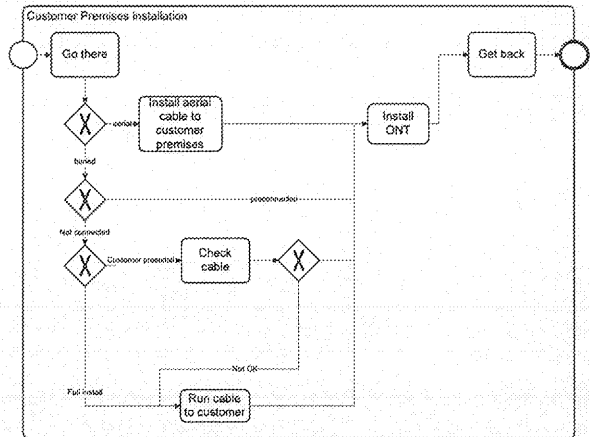 Customer Premises Installation
Go there
Get back
Install aerial
cable to
customer
premises
Install
ONT
aerial
buried
preconnected
Not connected
Customer presented
Check
cable
Not OK
Full install
Run cable
to customer